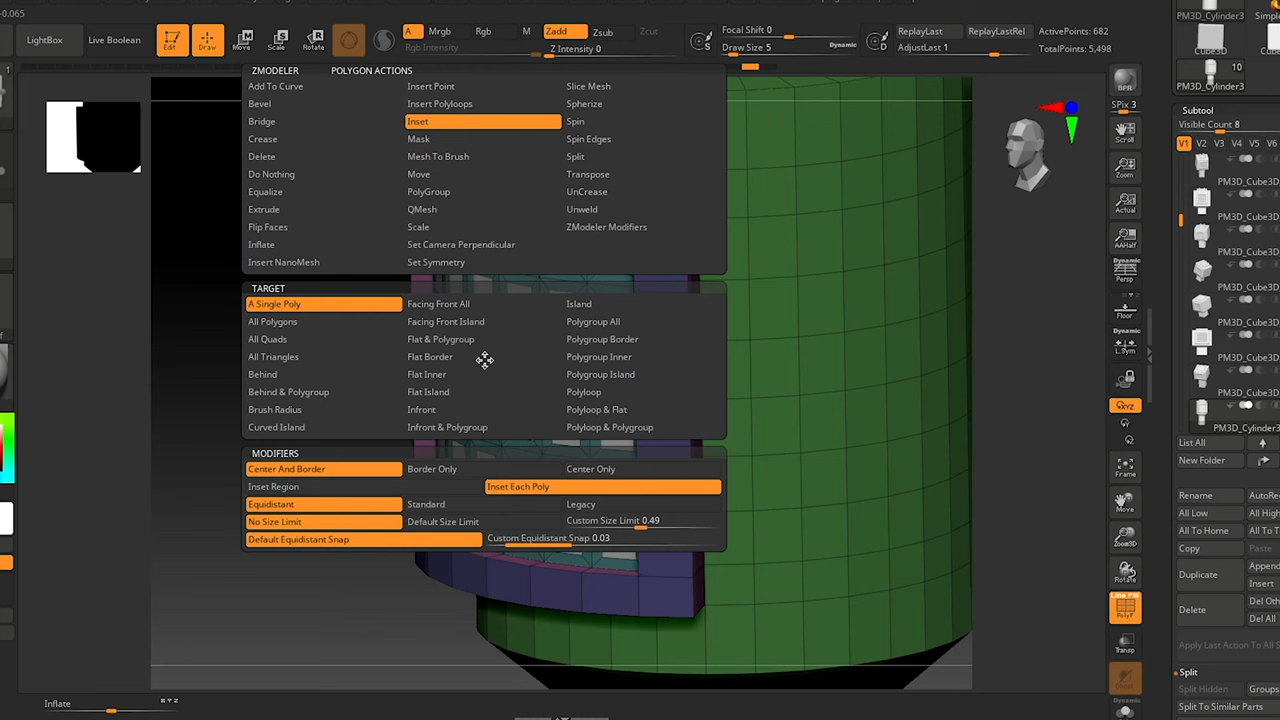 -0.065
LightBox
Live Boolean
Edit
Draw
Move
Scale
Rotate
A
Mrgb
Rgb
M
Rgb Intensity
Zadd
Zsub
Zcut
Z Intensity 0
S
Focal Shift 0
Draw Size 5
Dynamic
D
ReplayLast
ReplayLastRel
AdjustLast 1
ActivePoints: 682
TotalPoints: 5,498
PM3D_Cylinder3
Simple
Cube3D
10
PM3D_Cylinder3
ZMODELER
POLYGON ACTIONS
Add To Curve
Bevel
Bridge
Crease
Delete
Do Nothing
Equalize
Extrude
Flip Faces
Inflate
Insert NanoMesh
Insert Point
Insert Polyloops
Inset
Mask
Mesh To Brush
Move
PolyGroup
QMesh
Scale
Set Camera Perpendicular
Set Symmetry
Slice Mesh
Spherize
Spin
Spin Edges
Split
Transpose
UnCrease
Unweld
ZModeler Modifiers
TARGET
A Single Poly
All Polygons
All Quads
All Triangles
Behind
Behind & Polygroup
Brush Radius
Curved Island
Facing Front All
Facing Front Island
Flat & Polygroup
Flat Border
Flat Inner
Flat Island
Infront
Infront & Polygroup
Island
Polygroup All
Polygroup Border
Polygroup Inner
Polygroup Island
Polyloop
Polyloop & Flat
Polyloop & Polygroup
MODIFIERS
Center And Border
Border Only
Center Only
Inset Region
Inset Each Poly
Equidistant
Standard
Legacy
No Size Limit
Default Size Limit
Custom Size Limit 0.49
Default Equidistant Snap
Custom Equidistant Snap 0.03
BPR
SPix 3
Scroll
Zoom
Actual
AAHalf
Dynamic
Persp
Floor
Dynamic
L.Sym
XYZ
Frame
Move
Zoom3D
Rotate
Line Fill
PolyF
Transp
Dynamic
Subtool
Visible Count 8
V1
V2
V3
V4
V5
V6
PM3D_Cube3D
PM3D_Cube3D
PM3D_Cube3D
PM3D_Cube3D
PM3D_Cube3D
PM3D_Cube3D
PM3D_Cube3D
PM3D_Cylinder3
List All
New Folder
Rename
AutoReo
All Low
All High
All To Home
All To
Copy
Paste
Duplicate
Append
Insert
Delete
Del Oth
Del All
Apply Last Action To All S
Split
Split Hidden
Groups
Split To Similar Parts
Inflate
X Y Z